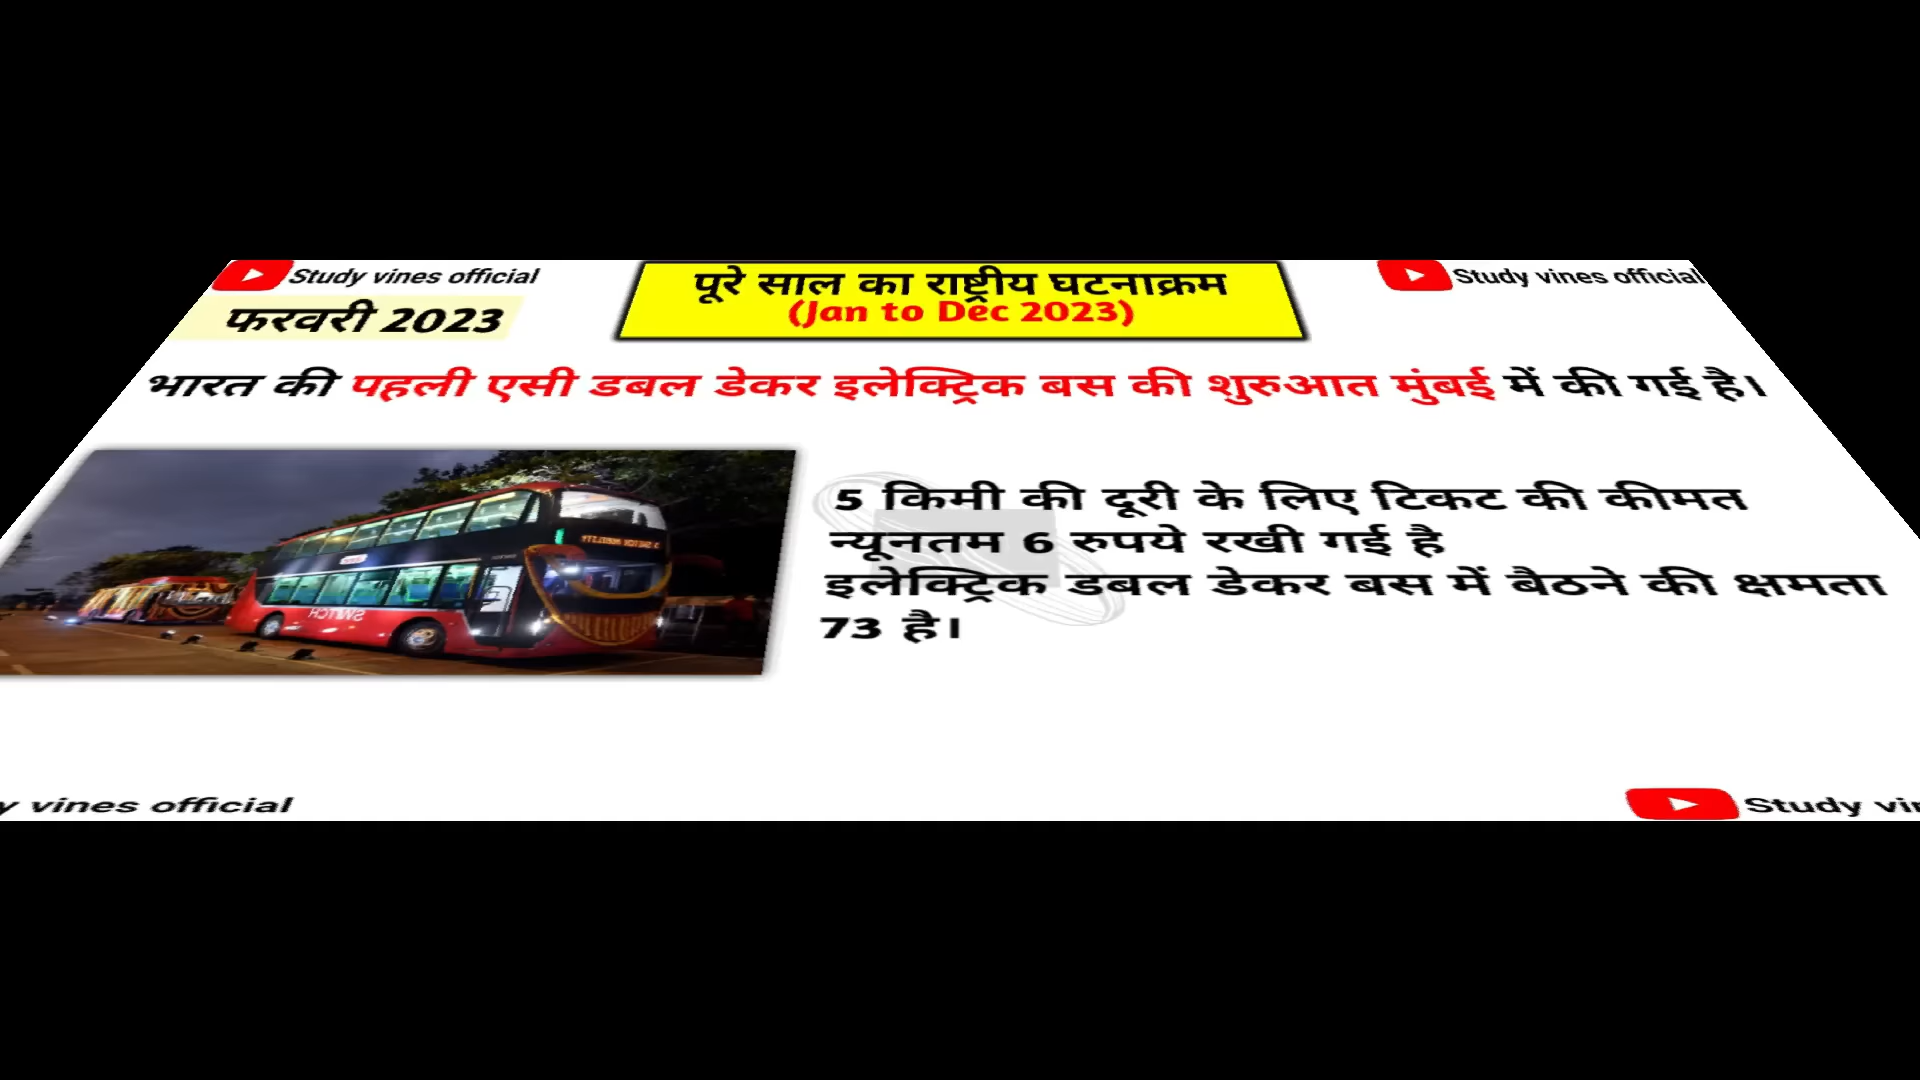 Study vines official
पूरे साल का राष्ट्रीय घटनाक्रम
Study vines official
(Jan to Dec 2023)
फरवरी 2023
भारत की पहली एसी डबल डेकर इलेक्ट्रिक बस की शुरुआत मुंबई में की गई है।
5 किमी की दूरी के लिए टिकट की कीमत
न्यूनतम 6 रुपये रखी गई है
इलेक्ट्रिक डबल डेकर बस में बैठने की क्षमता
73 है।
SWITCH
vines official
Study